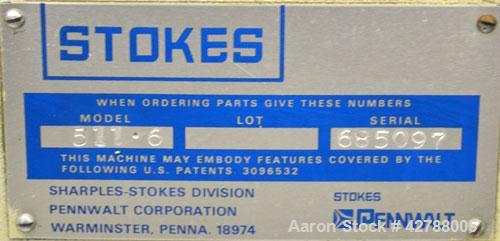 STOKES
WHEN ORDERING PARTS GIVE THESE NUMBERS
MODEL LOT SERIAL
511-6 685097
THIS MACHINE MAY EMBODY FEATURES COVERED BY THE
FOLLOWING U.S. PATENTS 3096532
SHARPLES-STOKES DIVISION
PENNWALT CORPORATION
WARMINSTER, PENNA. 18974
STOKES
PENNWALT
Aaron Stock # 42788005